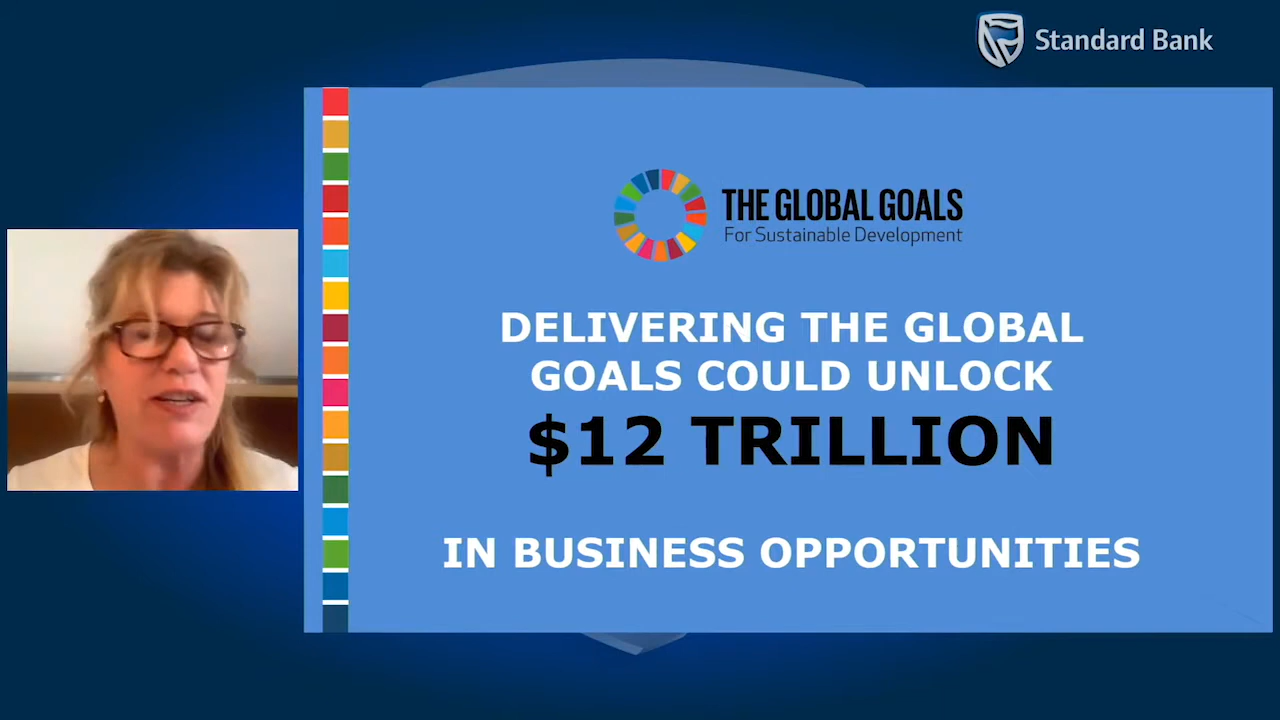 Standard Bank
THE GLOBAL GOALS
For Sustainable Development
DELIVERING THE GLOBAL
GOALS COULD UNLOCK
$12 TRILLION
IN BUSINESS OPPORTUNITIES